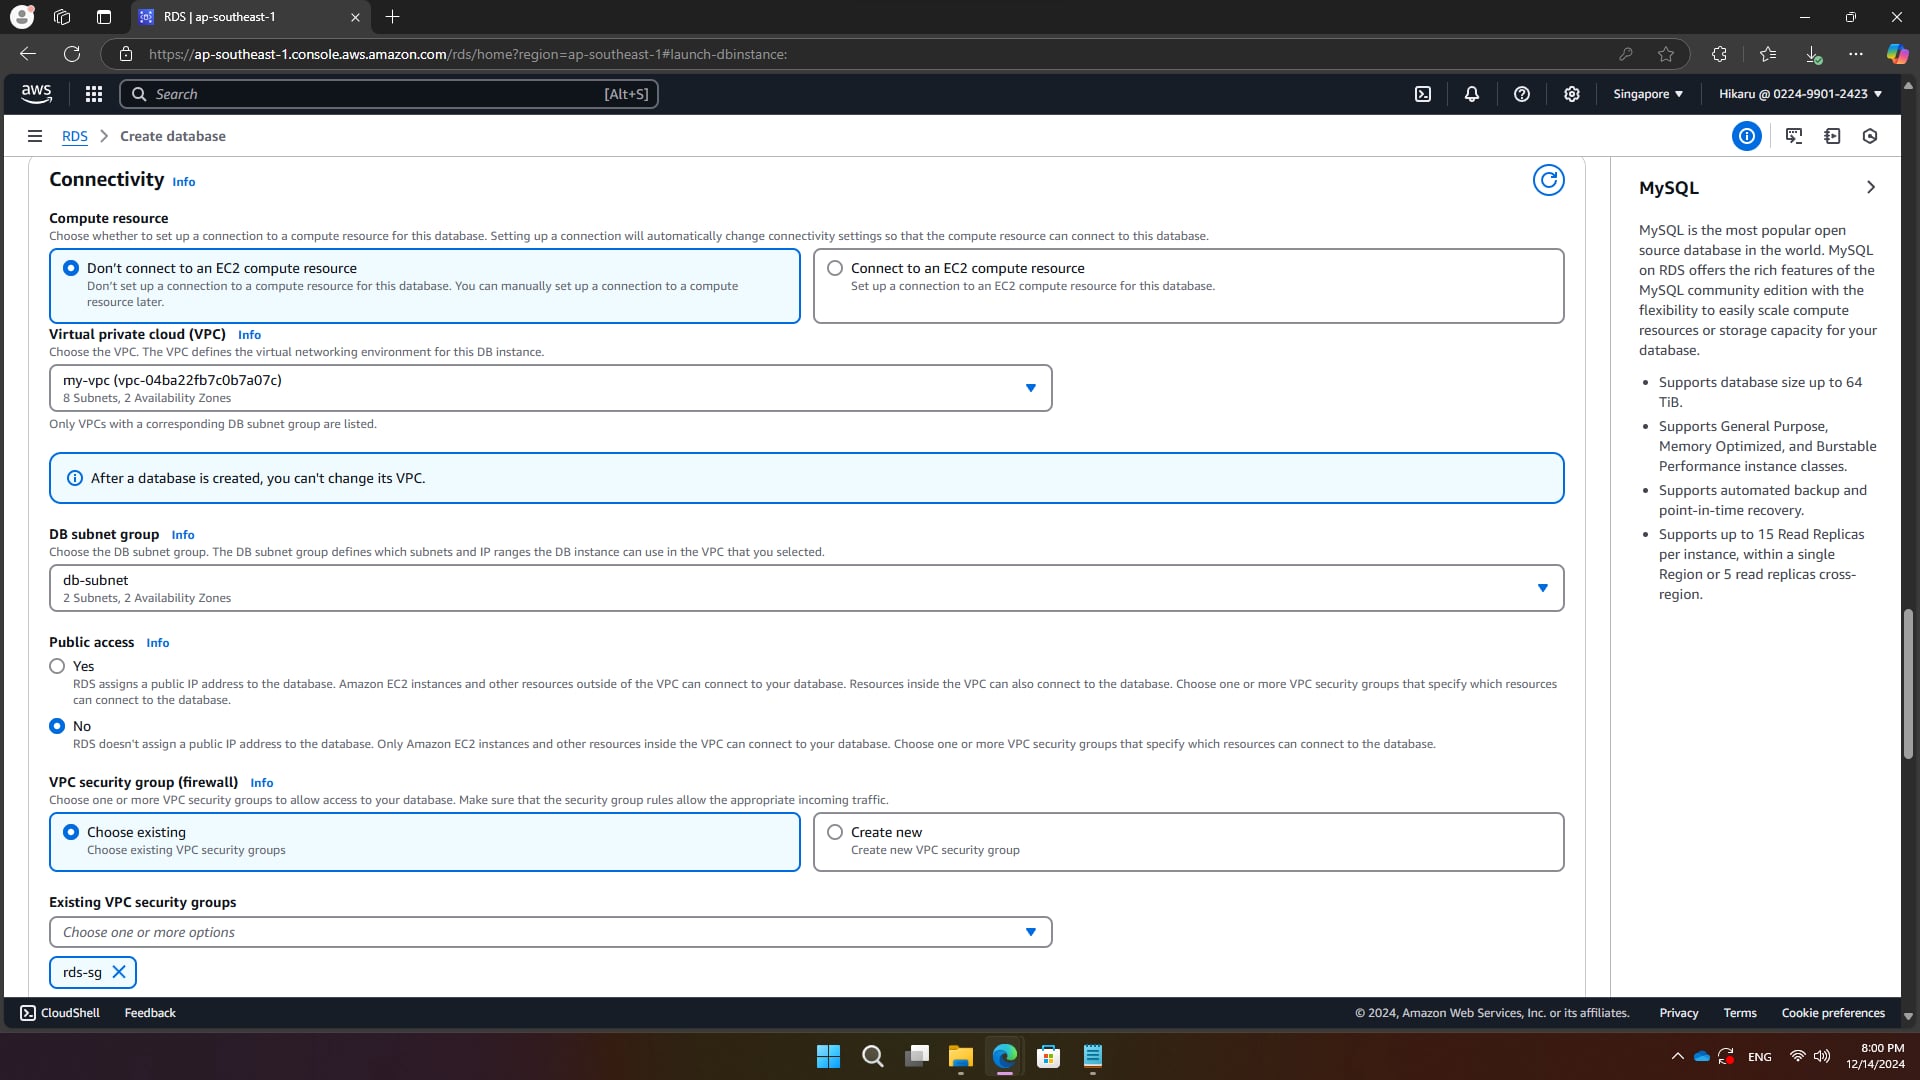 RDS | ap-southeast-1
https://ap-southeast-1.console.aws.amazon.com/rds/home?region=ap-southeast-1#launch-dbinstance:
aws
Search
[Alt+S]
Singapore
Hikaru @ 0224-9901-2423
RDS
Create database
Connectivity Info
Compute resource
Choose whether to set up a connection to a compute resource for this database. Setting up a connection will automatically change connectivity settings so that the compute resource can connect to this database.
Don't connect to an EC2 compute resource
Don't set up a connection to a compute resource for this database. You can manually set up a connection to a compute
resource later.
Connect to an EC2 compute resource
Set up a connection to an EC2 compute resource for this database.
Virtual private cloud (VPC) Info
Choose the VPC. The VPC defines the virtual networking environment for this DB instance.
my-vpc (vpc-04ba22fb7c0b7a07c)
8 Subnets, 2 Availability Zones
Only VPCs with a corresponding DB subnet group are listed.
After a database is created, you can't change its VPC.
DB subnet group Info
Choose the DB subnet group. The DB subnet group defines which subnets and IP ranges the DB instance can use in the VPC that you selected.
db-subnet
2 Subnets, 2 Availability Zones
Public access Info
Yes
RDS assigns a public IP address to the database. Amazon EC2 instances and other resources outside of the VPC can connect to your database. Resources inside the VPC can also connect to the database. Choose one or more VPC security groups that specify which resources
can connect to the database.
No
RDS doesn't assign a public IP address to the database. Only Amazon EC2 instances and other resources inside the VPC can connect to your database. Choose one or more VPC security groups that specify which resources can connect to the database.
VPC security group (firewall) Info
Choose one or more VPC security groups to allow access to your database. Make sure that the security group rules allow the appropriate incoming traffic.
Choose existing
Choose existing VPC security groups
Create new
Create new VPC security group
Existing VPC security groups
Choose one or more options
rds-sg
MySQL
MySQL is the most popular open
source database in the world. MySQL
on RDS offers the rich features of the
MySQL community edition with the
flexibility to easily scale compute
resources or storage capacity for your
database.
• Supports database size up to 64
TiB.
• Supports General Purpose,
Memory Optimized, and Burstable
Performance instance classes.
• Supports automated backup and
point-in-time recovery.
• Supports up to 15 Read Replicas
per instance, within a single
Region or 5 read replicas cross-
region.
CloudShell
Feedback
© 2024, Amazon Web Services, Inc. or its affiliates.
Privacy
Terms
Cookie preferences
ENG
8:00 PM
12/14/2024